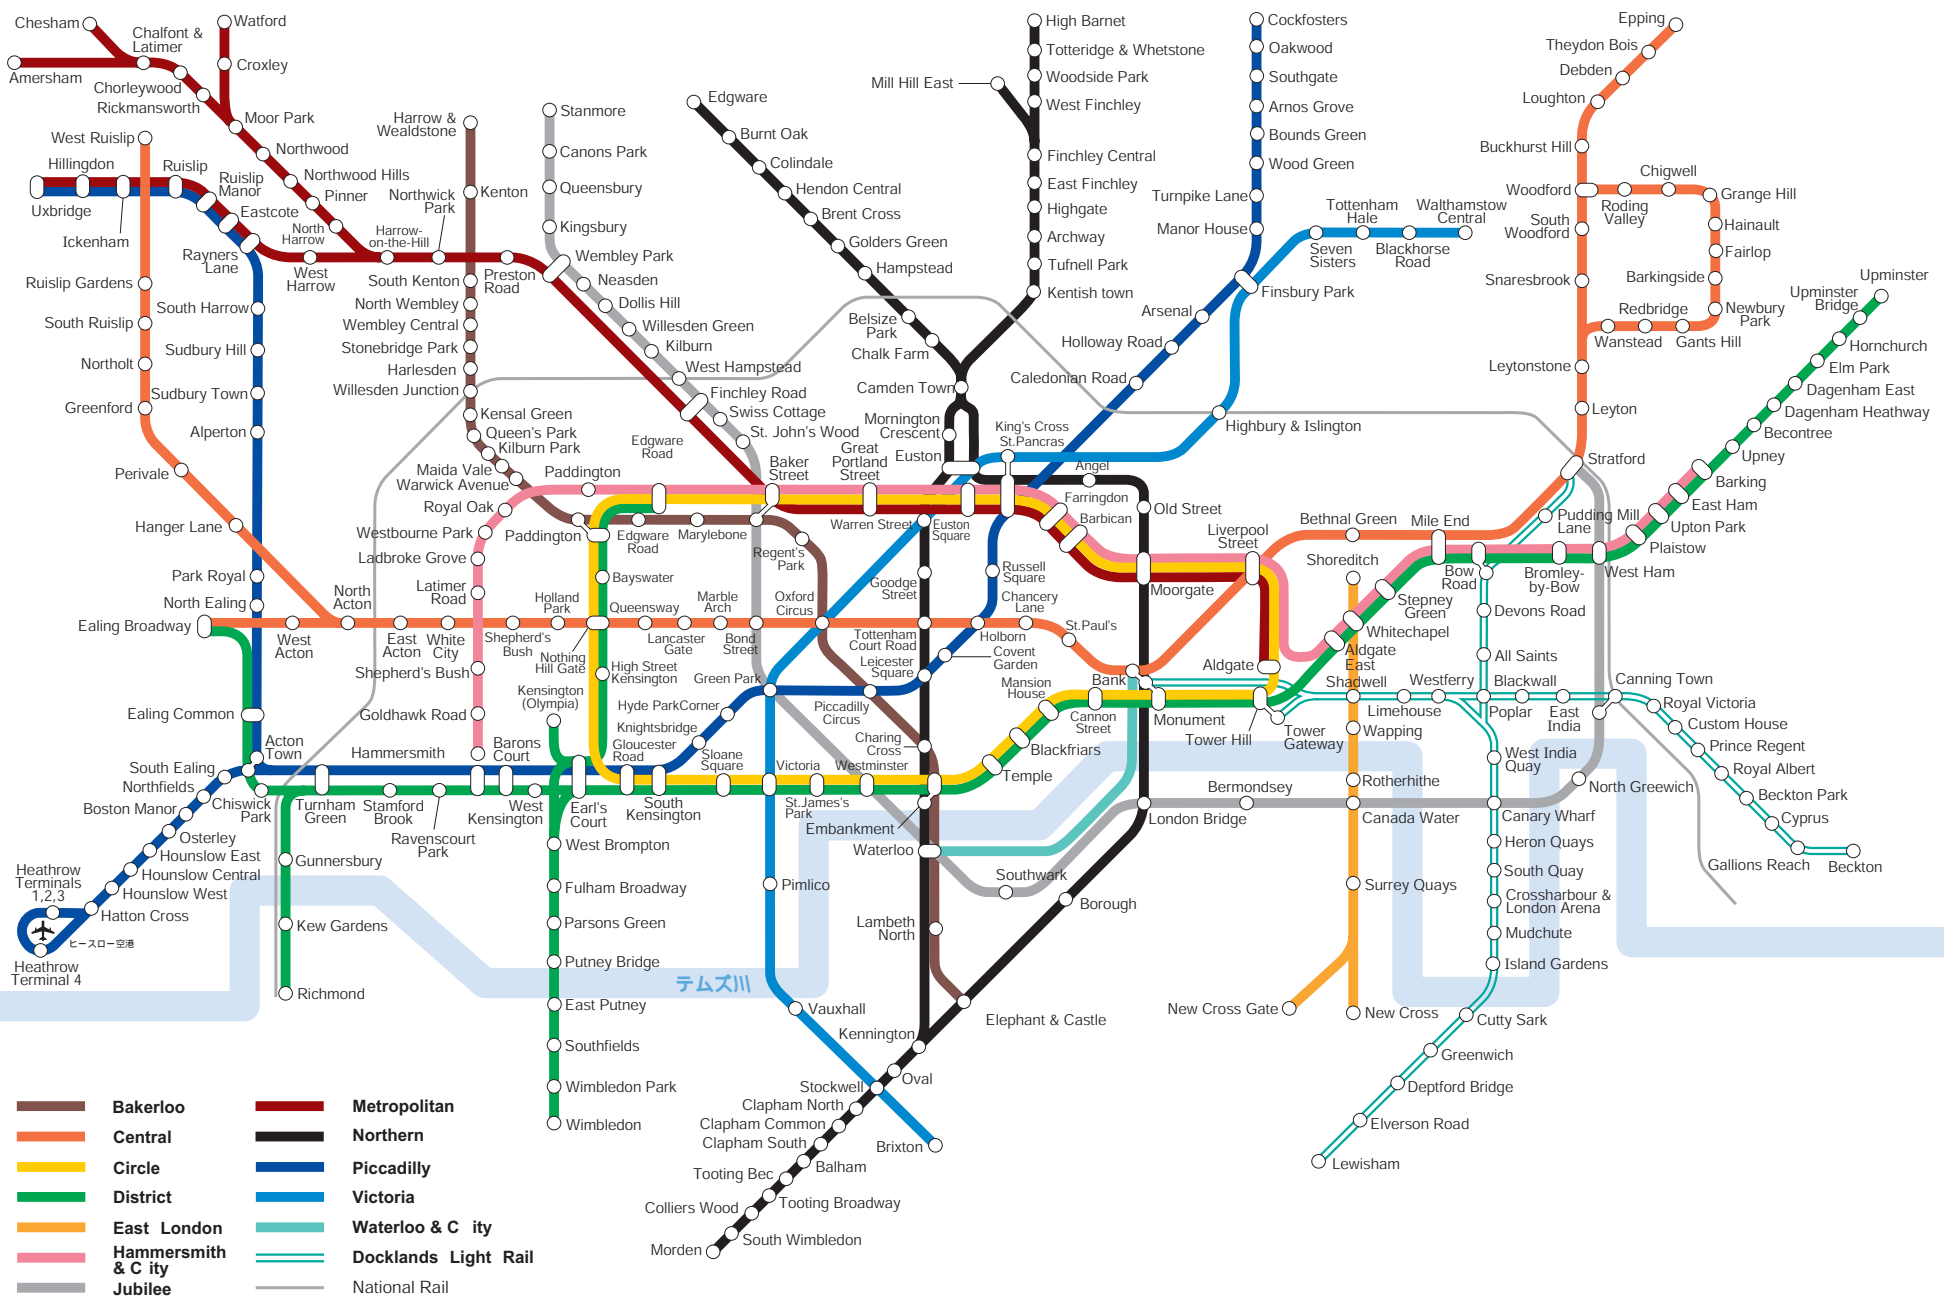 Chesham
Chalfont &
Latimer
Watford
Amersham
Croxley
Chorleywood
Rickmansworth
Moor Park
West Ruislip
Northwood
Hillingdon
Ruislip
Ruislip
Manor
Northwood Hills
Pinner
Uxbridge
Eastcote
Ickenham
North
Harrow
Harrow-
on-the-Hill
Northwick
Park
Rayners
Lane
West
Harrow
Harrow &
Wealdstone
Kenton
South Kenton
Preston
Road
North Wembley
Wembley Central
Stonebridge Park
Harlesden
Willesden Junction
Kensal Green
Queen's Park
Kilburn Park
Maida Vale
Warwick Avenue
Royal Oak
Westbourne Park
Ladbroke Grove
Latimer
Road
Stanmore
Canons Park
Queensbury
Kingsbury
Wembley Park
Neasden
Dollis Hill
Willesden Green
Kilburn
West Hampstead
Finchley Road
Swiss Cottage
St. John's Wood
Edgware
Burnt Oak
Colindale
Hendon Central
Brent Cross
Golders Green
Hampstead
Belsize
Park
Chalk Farm
Camden Town
Mornington
Crescent
Euston
High Barnet
Totteridge & Whetstone
Mill Hill East
Woodside Park
West Finchley
Finchley Central
East Finchley
Highgate
Archway
Tufnell Park
Kentish town
Cockfosters
Oakwood
Southgate
Arnos Grove
Bounds Green
Wood Green
Turnpike Lane
Manor House
Finsbury Park
Arsenal
Holloway Road
Caledonian Road
King's Cross
St.Pancras
Highbury & Islington
Seven
Sisters
Tottenham
Hale
Blackhorse
Road
Walthamstow
Central
Epping
Theydon Bois
Debden
Loughton
Buckhurst Hill
Woodford
Roding
Valley
Chigwell
Grange Hill
Hainault
Fairlop
Barkingside
Newbury
Park
Gants Hill
Redbridge
Wanstead
South
Woodford
Snaresbrook
Leytonstone
Leyton
Stratford
Upminster
Upminster
Bridge
Hornchurch
Elm Park
Dagenham East
Dagenham Heathway
Becontree
Upney
Barking
East Ham
Upton Park
Plaistow
West Ham
Bromley-
by-Bow
Bow
Road
Mile End
Pudding Mill
Lane
Bethnal Green
Shoreditch
Stepney
Green
Whitechapel
Aldgate
East
Aldgate
Liverpool
Street
Moorgate
Old Street
Angel
Farringdon
Barbican
Ruislip Gardens
South Ruislip
Northolt
Greenford
Perivale
Hanger Lane
South Harrow
Sudbury Hill
Sudbury Town
Alperton
Park Royal
North Ealing
Ealing Broadway
West
Acton
North
Acton
East
Acton
White
City
Shepherd's
Bush
Holland
Park
Nothing
Hill Gate
Queensway
Lancaster
Gate
Marble
Arch
Bond
Street
Oxford
Circus
Tottenham
Court Road
Holborn
Chancery
Lane
St.Paul's
Bank
Edgware
Road
Paddington
Baker
Street
Great
Portland
Street
Paddington
Edgware
Road
Marylebone
Regent's
Park
Warren Street
Euston
Square
Goodge
Street
Russell
Square
Bayswater
High Street
Kensington
Kensington
(Olympia)
Shepherd's Bush
Goldhawk Road
Hammersmith
Barons
Court
Gloucester
Road
Hyde ParkCorner
Knightsbridge
Green Park
Leicester
Square
Covent
Garden
Piccadilly
Circus
Charing
Cross
Sloane
Square
Victoria
Westminster
St.James's
Park
Embankment
Temple
Blackfriars
Mansion
House
Cannon
Street
Monument
Tower Hill
Tower
Gateway
Shadwell
Limehouse
Westferry
Poplar
Blackwall
East
India
Canning Town
Royal Victoria
Custom House
Prince Regent
Royal Albert
Beckton Park
Cyprus
Gallions Reach
Beckton
Devons Road
All Saints
West India
Quay
Canary Wharf
Heron Quays
South Quay
Crossharbour &
London Arena
Mudchute
Island Gardens
Cutty Sark
Greenwich
Deptford Bridge
Elverson Road
Lewisham
North Greenwich
Wapping
Rotherhithe
Canada Water
Surrey Quays
New Cross Gate
New Cross
Bermondsey
London Bridge
Southwark
Borough
Waterloo
Lambeth
North
Elephant & Castle
Kennington
Oval
Stockwell
Clapham North
Clapham Common
Clapham South
Balham
Tooting Bec
Tooting Broadway
Colliers Wood
South Wimbledon
Morden
Pimlico
Vauxhall
Brixton
Ealing Common
Acton
Town
South Ealing
Northfields
Boston Manor
Osterley
Hounslow East
Hounslow Central
Hounslow West
Hatton Cross
Heathrow
Terminals
1,2,3
ヒースロー空港
Heathrow
Terminal 4
Chiswick
Park
Turnham
Green
Stamford
Brook
Ravenscourt
Park
West
Kensington
Earl's
Court
South
Kensington
Gunnersbury
Kew Gardens
Richmond
West Brompton
Fulham Broadway
Parsons Green
Putney Bridge
East Putney
Southfields
Wimbledon Park
Wimbledon
テムズ川
Bakerloo
Central
Circle
District
East London
Hammersmith
& C ity
Jubilee
Metropolitan
Northern
Piccadilly
Victoria
Waterloo & C ity
Docklands Light Rail
National Rail